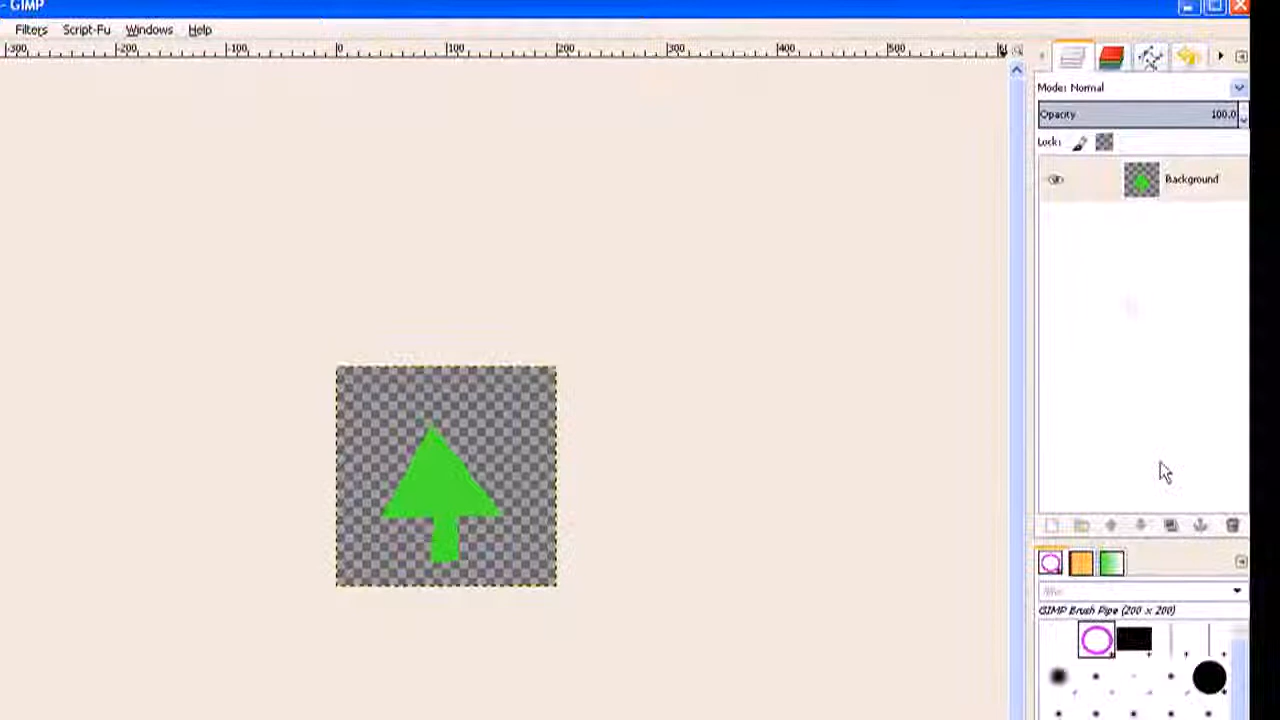 - GIMP
Filters Script-Fu Windows Help
-300 -200 -100 0 100 200 300 400 500
Mode: Normal
Opacity 100.0
Lock:
Background
GIMP Brush Pipe (200 x 200)